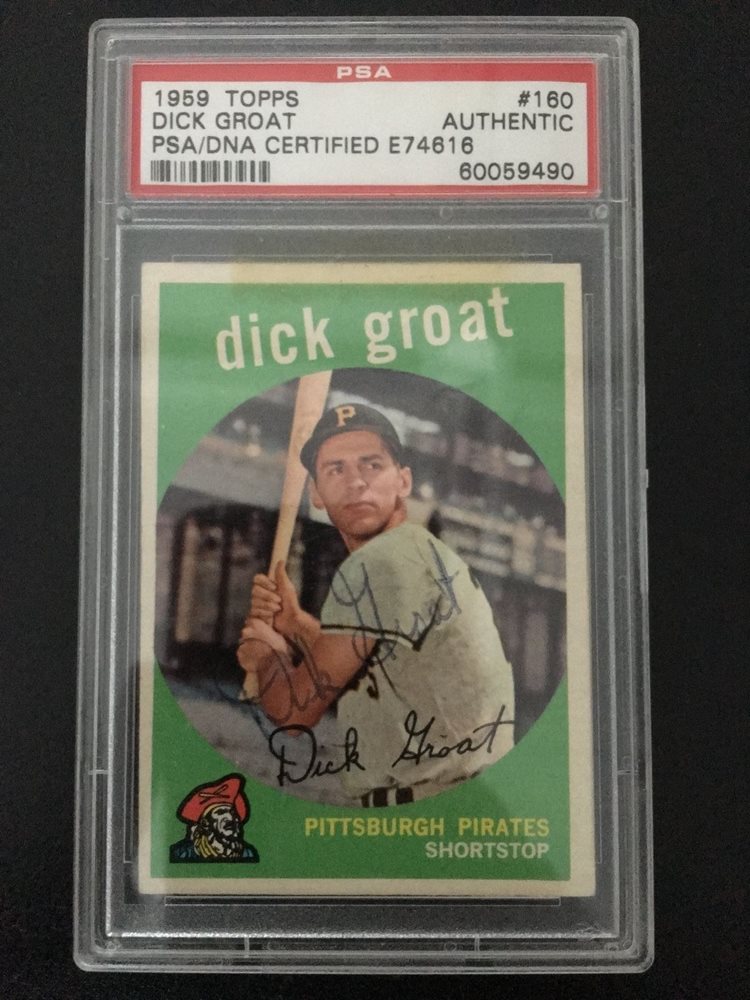 PSA
1959 TOPPS #160
DICK GROAT AUTHENTIC
PSA/DNA CERTIFIED E74616
60059490
dick groat
P
Dick Groat
Dick Groat
PITTSBURGH PIRATES
SHORTSTOP